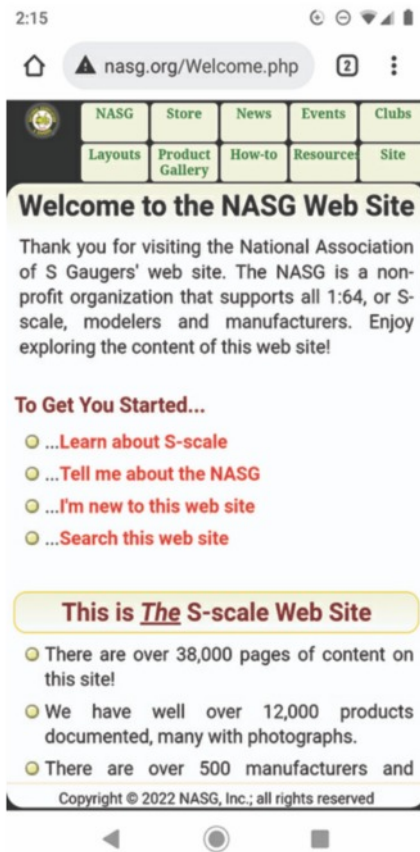 2:15
nasg.org/Welcome.php
2
NASG Store News Events Clubs
Layouts Product Gallery How-to Resources Site
Welcome to the NASG Web Site
Thank you for visiting the National Association
of S Gaugers' web site. The NASG is a non-
profit organization that supports all 1:64, or S-
scale, modelers and manufacturers. Enjoy
exploring the content of this web site!
To Get You Started...
...Learn about S-scale
...Tell me about the NASG
...I'm new to this web site
...Search this web site
This is The S-scale Web Site
There are over 38,000 pages of content on
this site!
We have well over 12,000 products
documented, many with photographs.
There are over 500 manufacturers and
Copyright © 2022 NASG, Inc.; all rights reserved